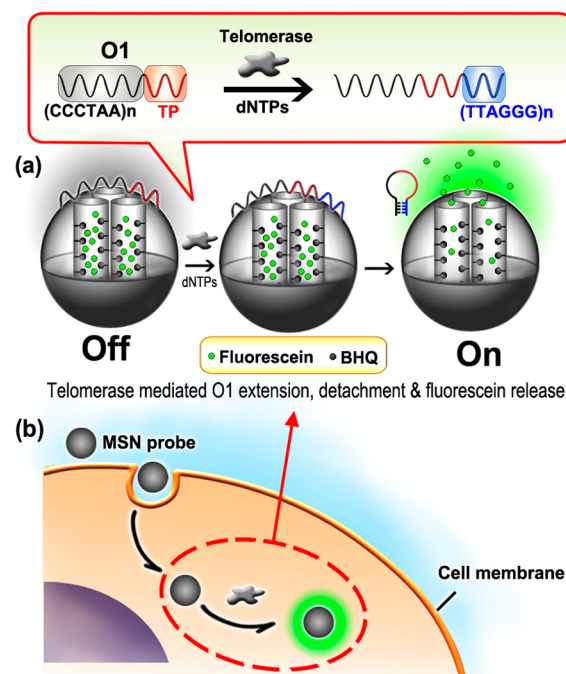 O1
Telomerase
dNTPs
(CCCTAA)n
TP
(TTAGGG)n
(a)
dNTPs
Off
On
Fluorescein
BHQ
Telomerase mediated O1 extension, detachment & fluorescein release
(b)
MSN probe
Cell membrane